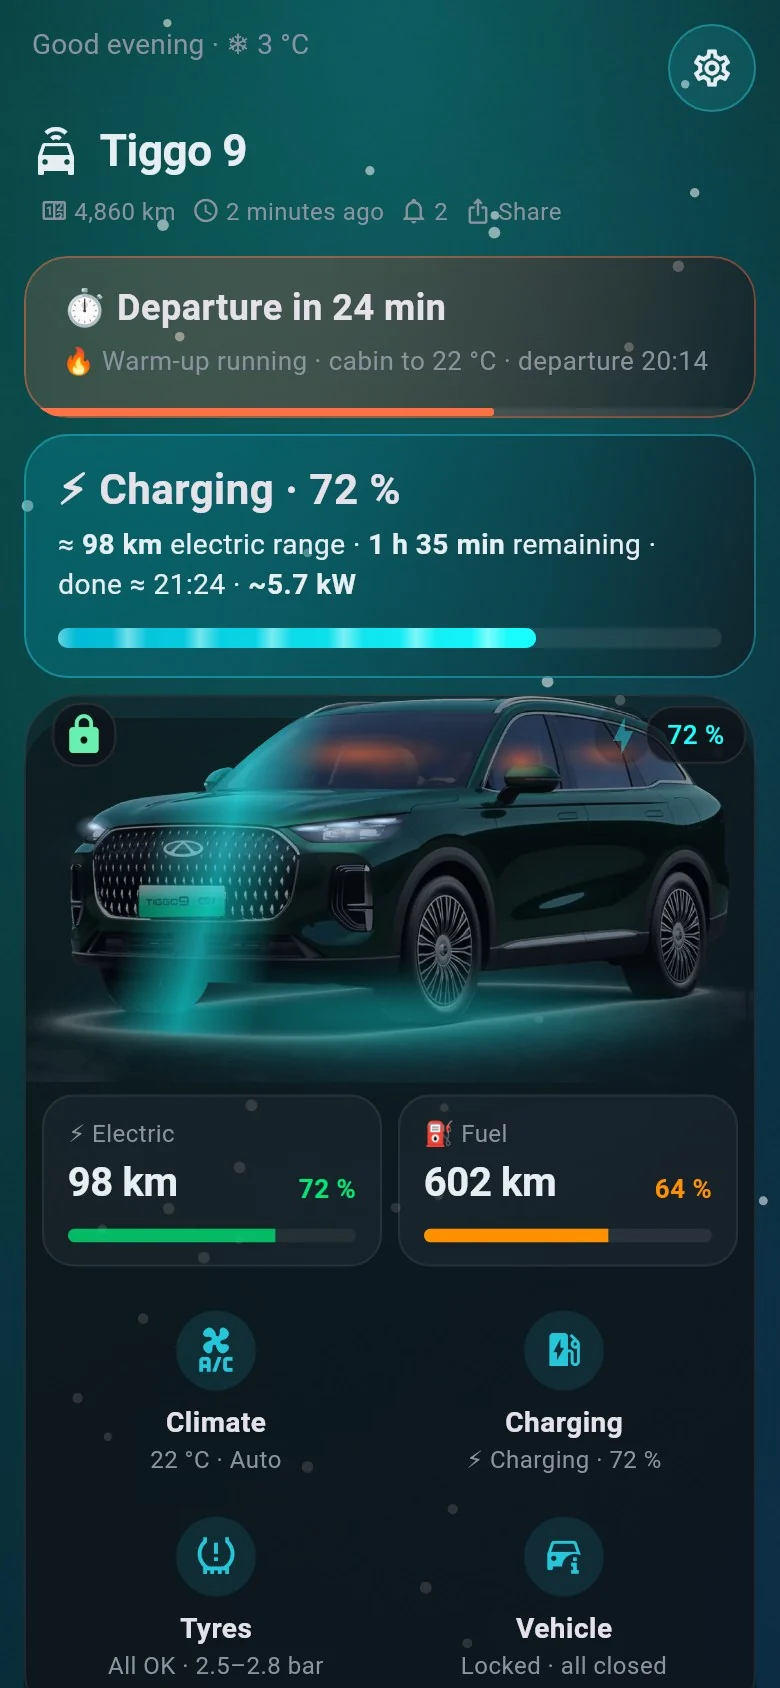 Good evening · ❄ 3 °C
Tiggo 9
4,860 km 2 minutes ago 2 Share
⏱️ Departure in 24 min
🔥 Warm-up running · cabin to 22 °C · departure 20:14
⚡ Charging · 72 %
≈ 98 km electric range · 1 h 35 min remaining ·
done ≈ 21:24 · ~5.7 kW
72 %
TIGGO9
⚡ Electric
98 km 72 %
⛽ Fuel
602 km 64 %
A/C
Climate
22 °C · Auto
Charging
⚡ Charging · 72 %
Tyres
All OK · 2.5–2.8 bar
Vehicle
Locked · all closed